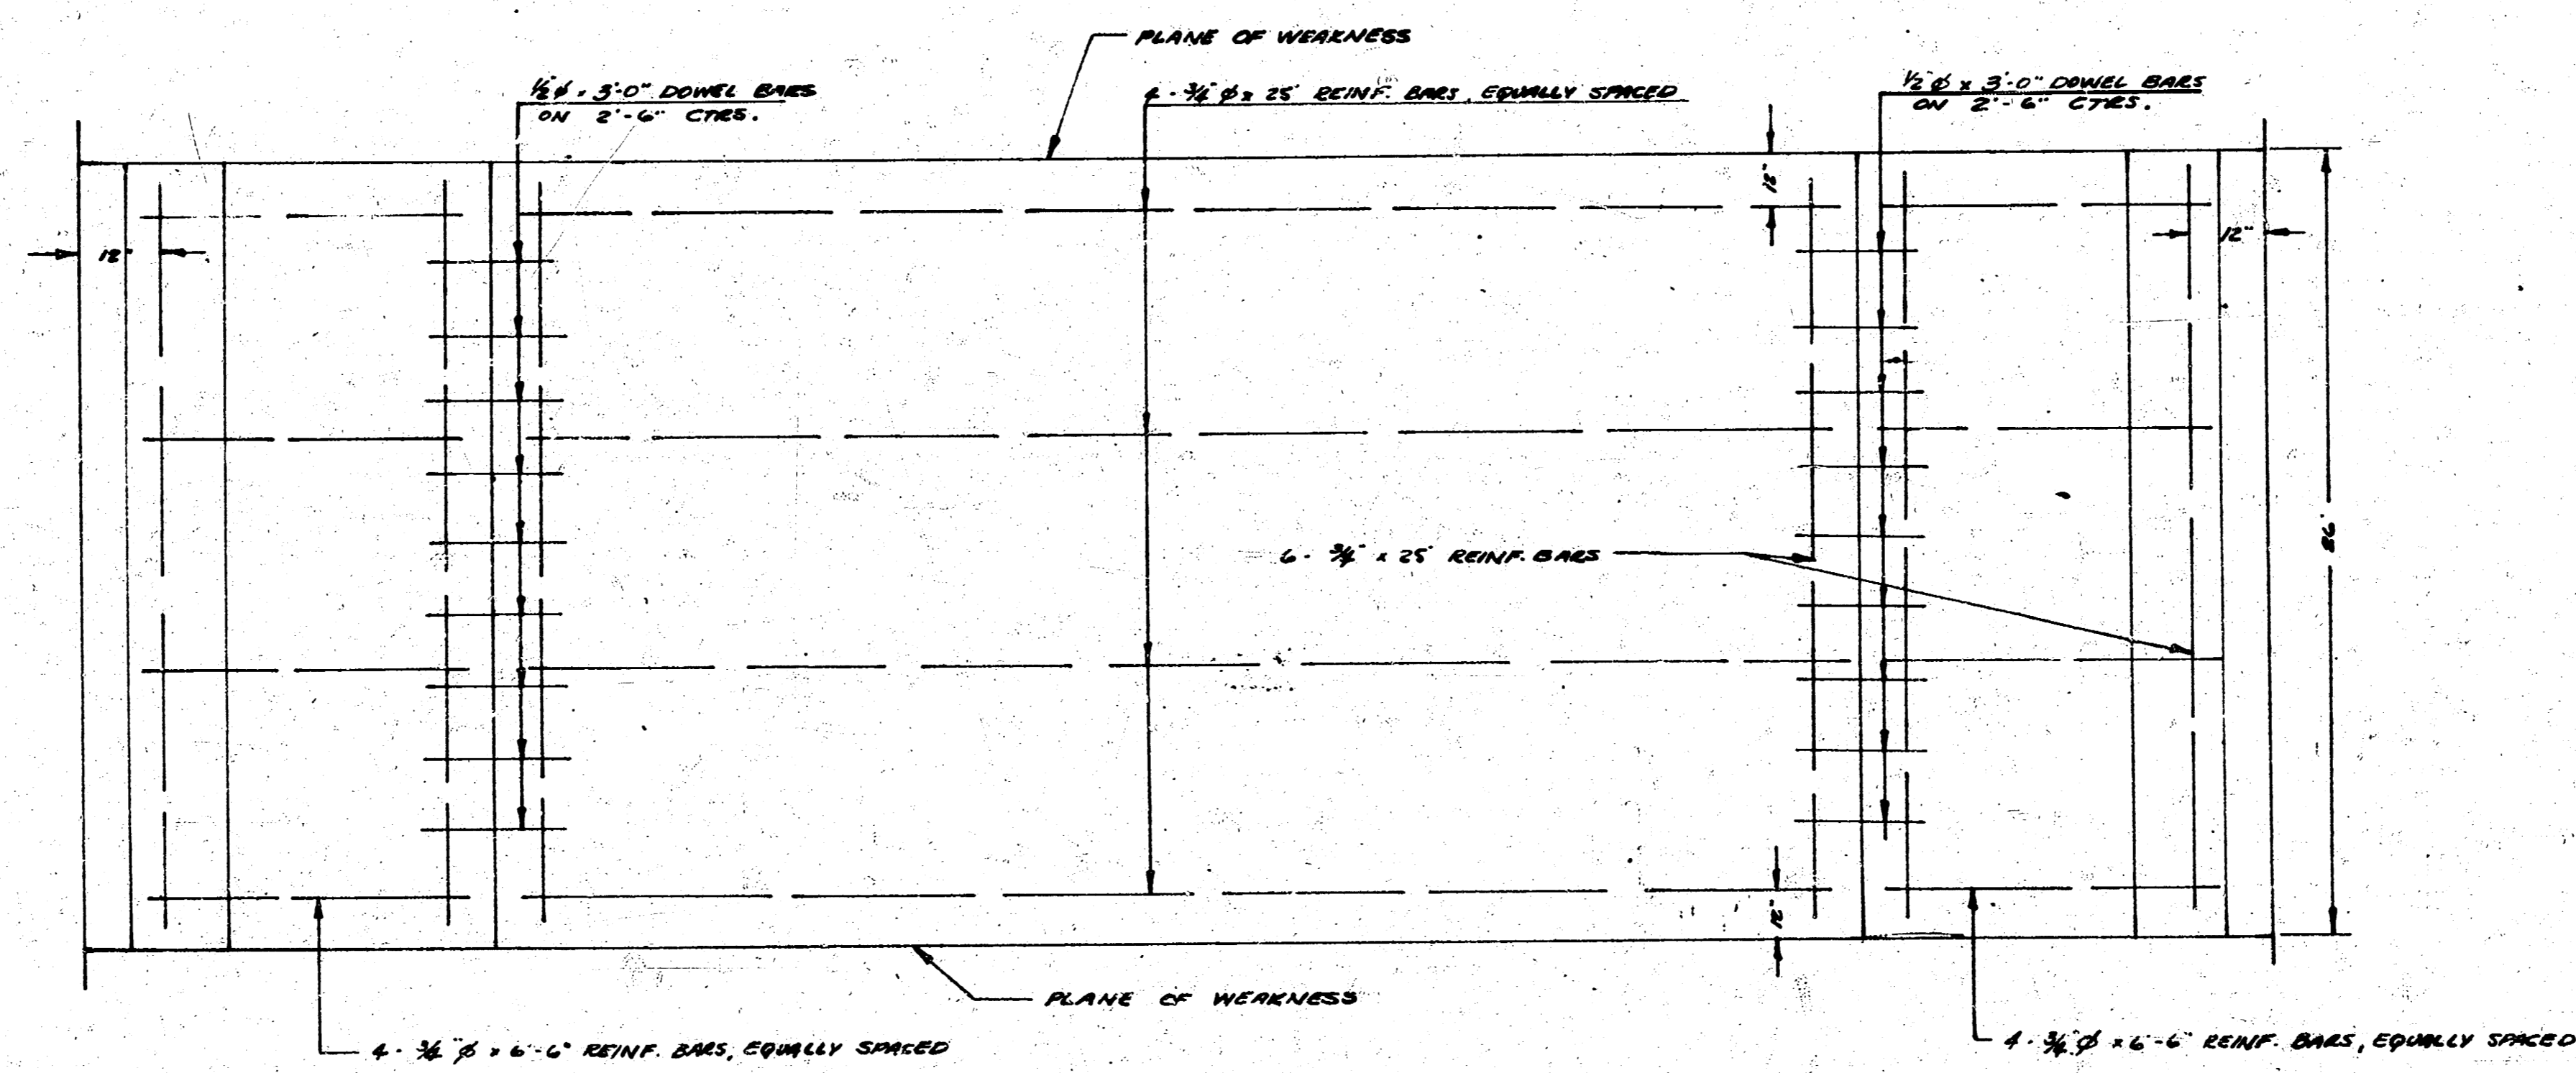 PLANE OF WEAKNESS
½" ϕ x 3'-0" DOWEL BARS
ON 2'-6" CTRS.
4 - ¾" ϕ x 25' REINF. BARS, EQUALLY SPACED
½" ϕ x 3'-0" DOWEL BARS
ON 2'-6" CTRS.
12"
12"
12"
6 - ¾" x 25' REINF. BARS
26'
12"
PLANE OF WEAKNESS
4 - ¾" ϕ x 6'-6" REINF. BARS, EQUALLY SPACED
4 - ¾" ϕ x 6'-6" REINF. BARS, EQUALLY SPACED